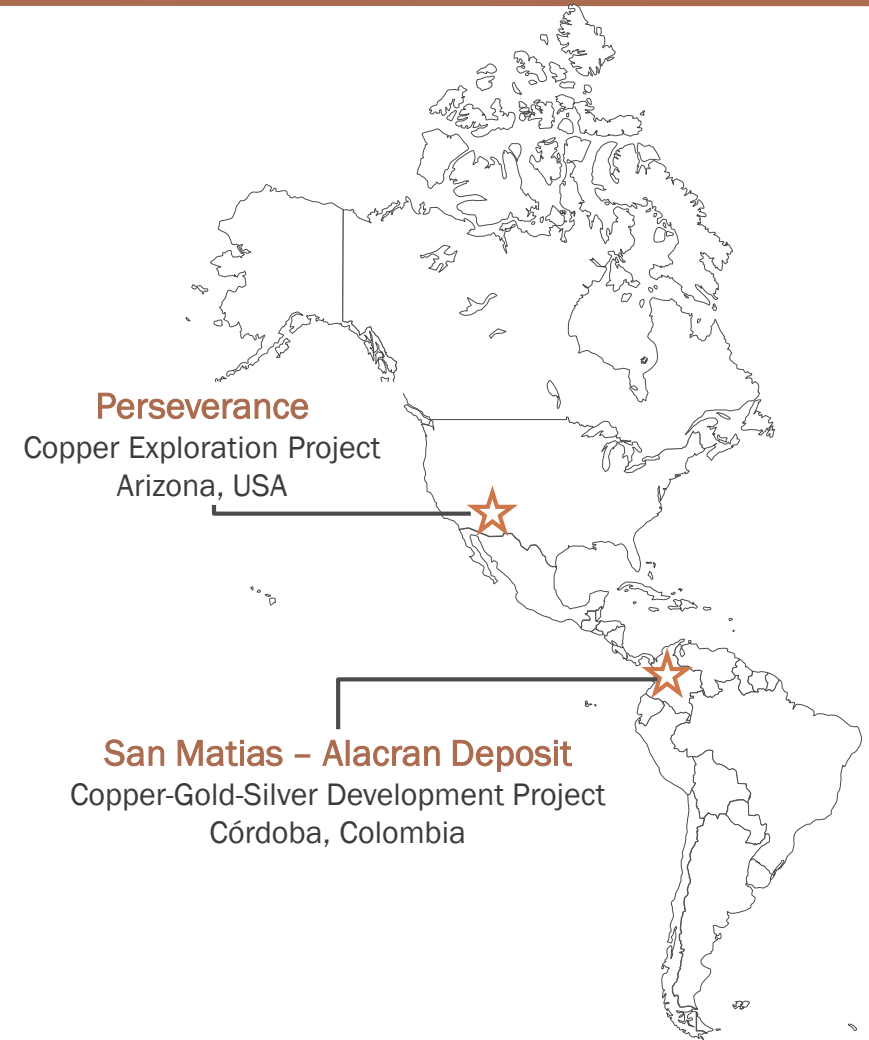 Perseverance
Copper Exploration Project
Arizona, USA
San Matias – Alacran Deposit
Copper-Gold-Silver Development Project
Córdoba, Colombia